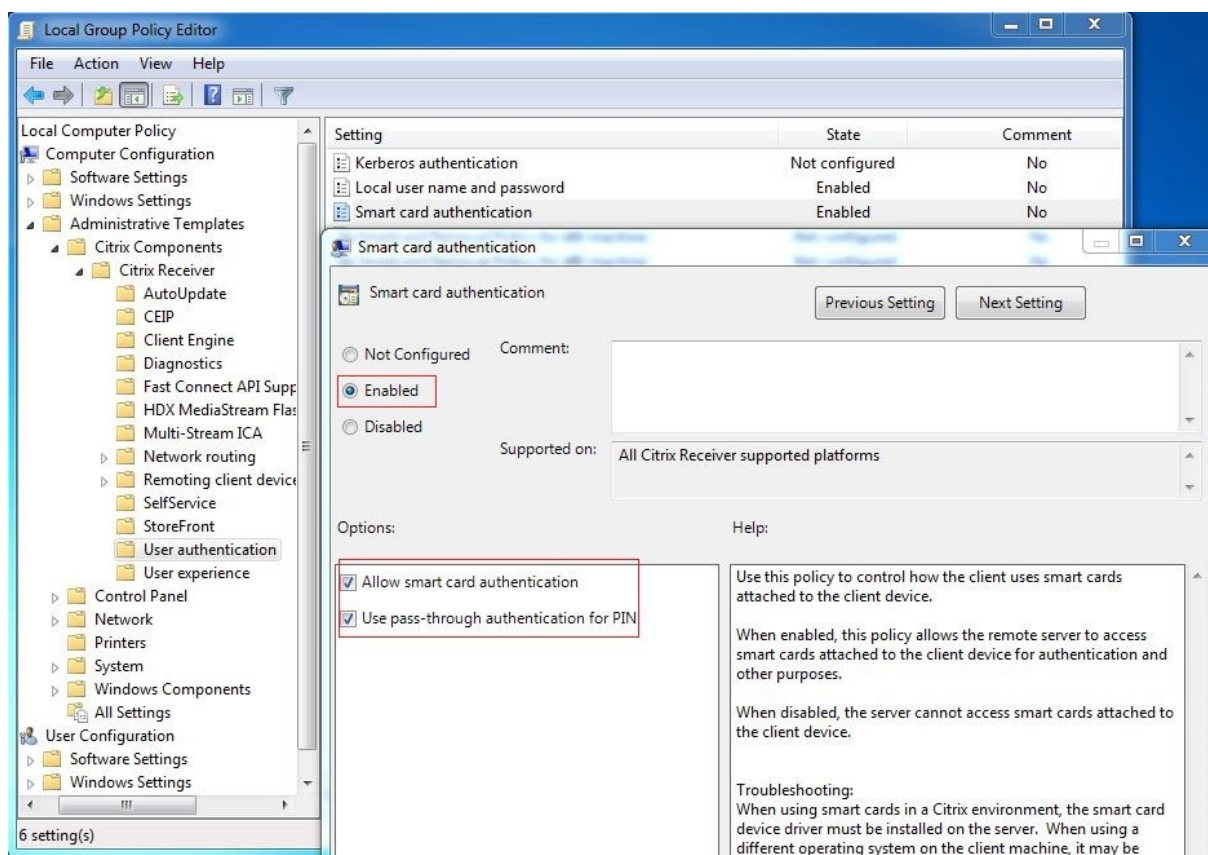 Local Group Policy Editor
File Action View Help
Local Computer Policy
Computer Configuration
Software Settings
Windows Settings
Administrative Templates
Citrix Components
Citrix Receiver
AutoUpdate
CEIP
Client Engine
Diagnostics
Fast Connect API Supp
HDX MediaStream Flas
Multi-Stream ICA
Network routing
Remoting client device
SelfService
StoreFront
User authentication
User experience
Control Panel
Network
Printers
System
Windows Components
All Settings
User Configuration
Software Settings
Windows Settings
6 setting(s)
Setting State Comment
Kerberos authentication Not configured No
Local user name and password Enabled No
Smart card authentication Enabled No
Smart card authentication
Smart card authentication
Previous Setting Next Setting
Not Configured
Enabled
Disabled
Comment:
Supported on: All Citrix Receiver supported platforms
Options:
Allow smart card authentication
Use pass-through authentication for PIN
Help:
Use this policy to control how the client uses smart cards
attached to the client device.
When enabled, this policy allows the remote server to access
smart cards attached to the client device for authentication and
other purposes.
When disabled, the server cannot access smart cards attached to
the client device.
Troubleshooting:
When using smart cards in a Citrix environment, the smart card
device driver must be installed on the server. When using a
different operating system on the client machine, it may be